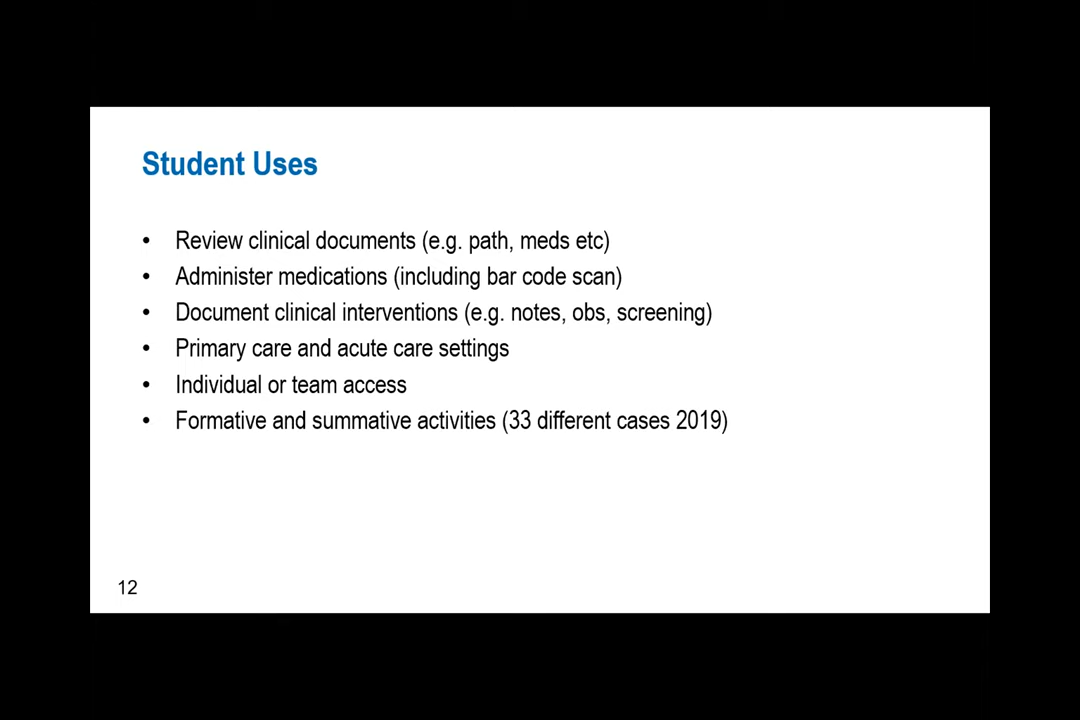 Student Uses
• Review clinical documents (e.g. path, meds etc)
• Administer medications (including bar code scan)
• Document clinical interventions (e.g. notes, obs, screening)
• Primary care and acute care settings
• Individual or team access
• Formative and summative activities (33 different cases 2019)
12